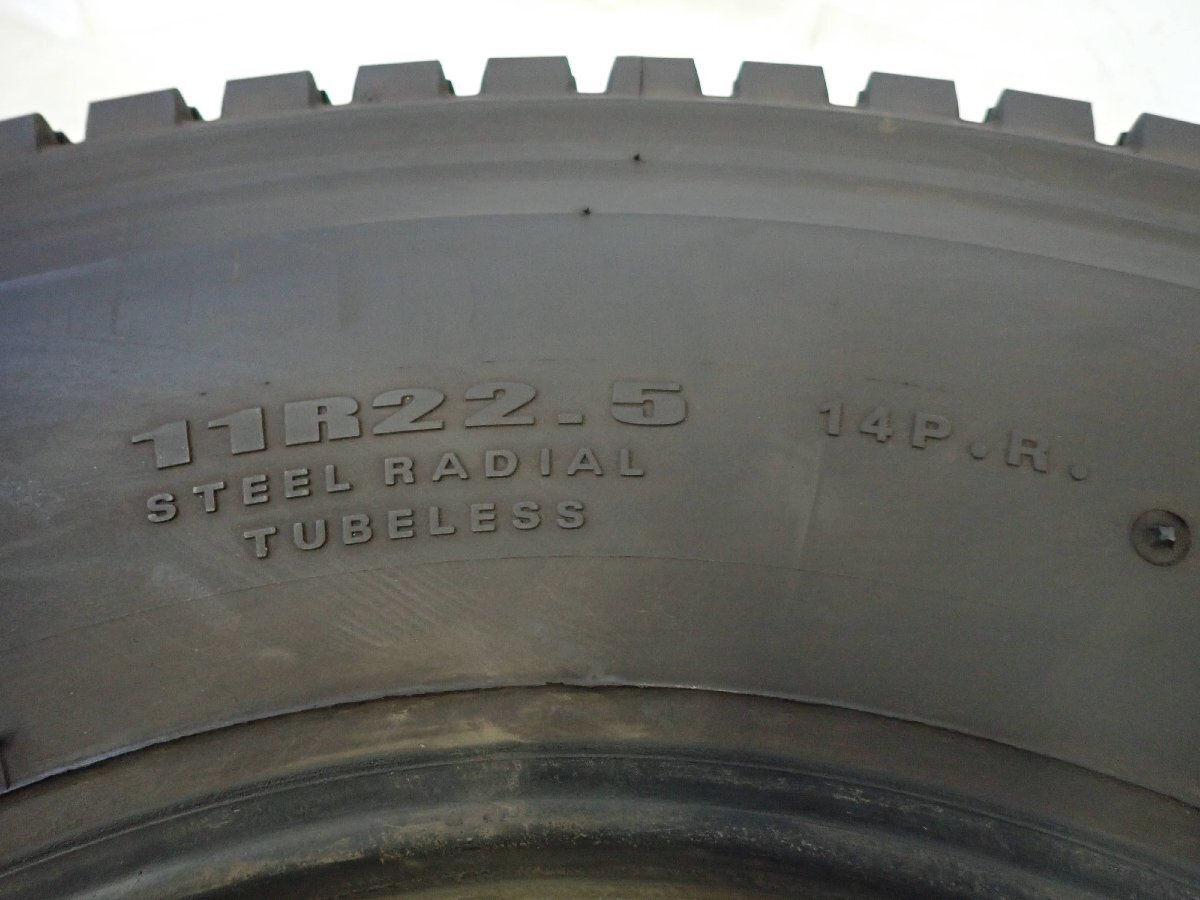 11R22.5 14P.R.
STEEL RADIAL
TUBELESS